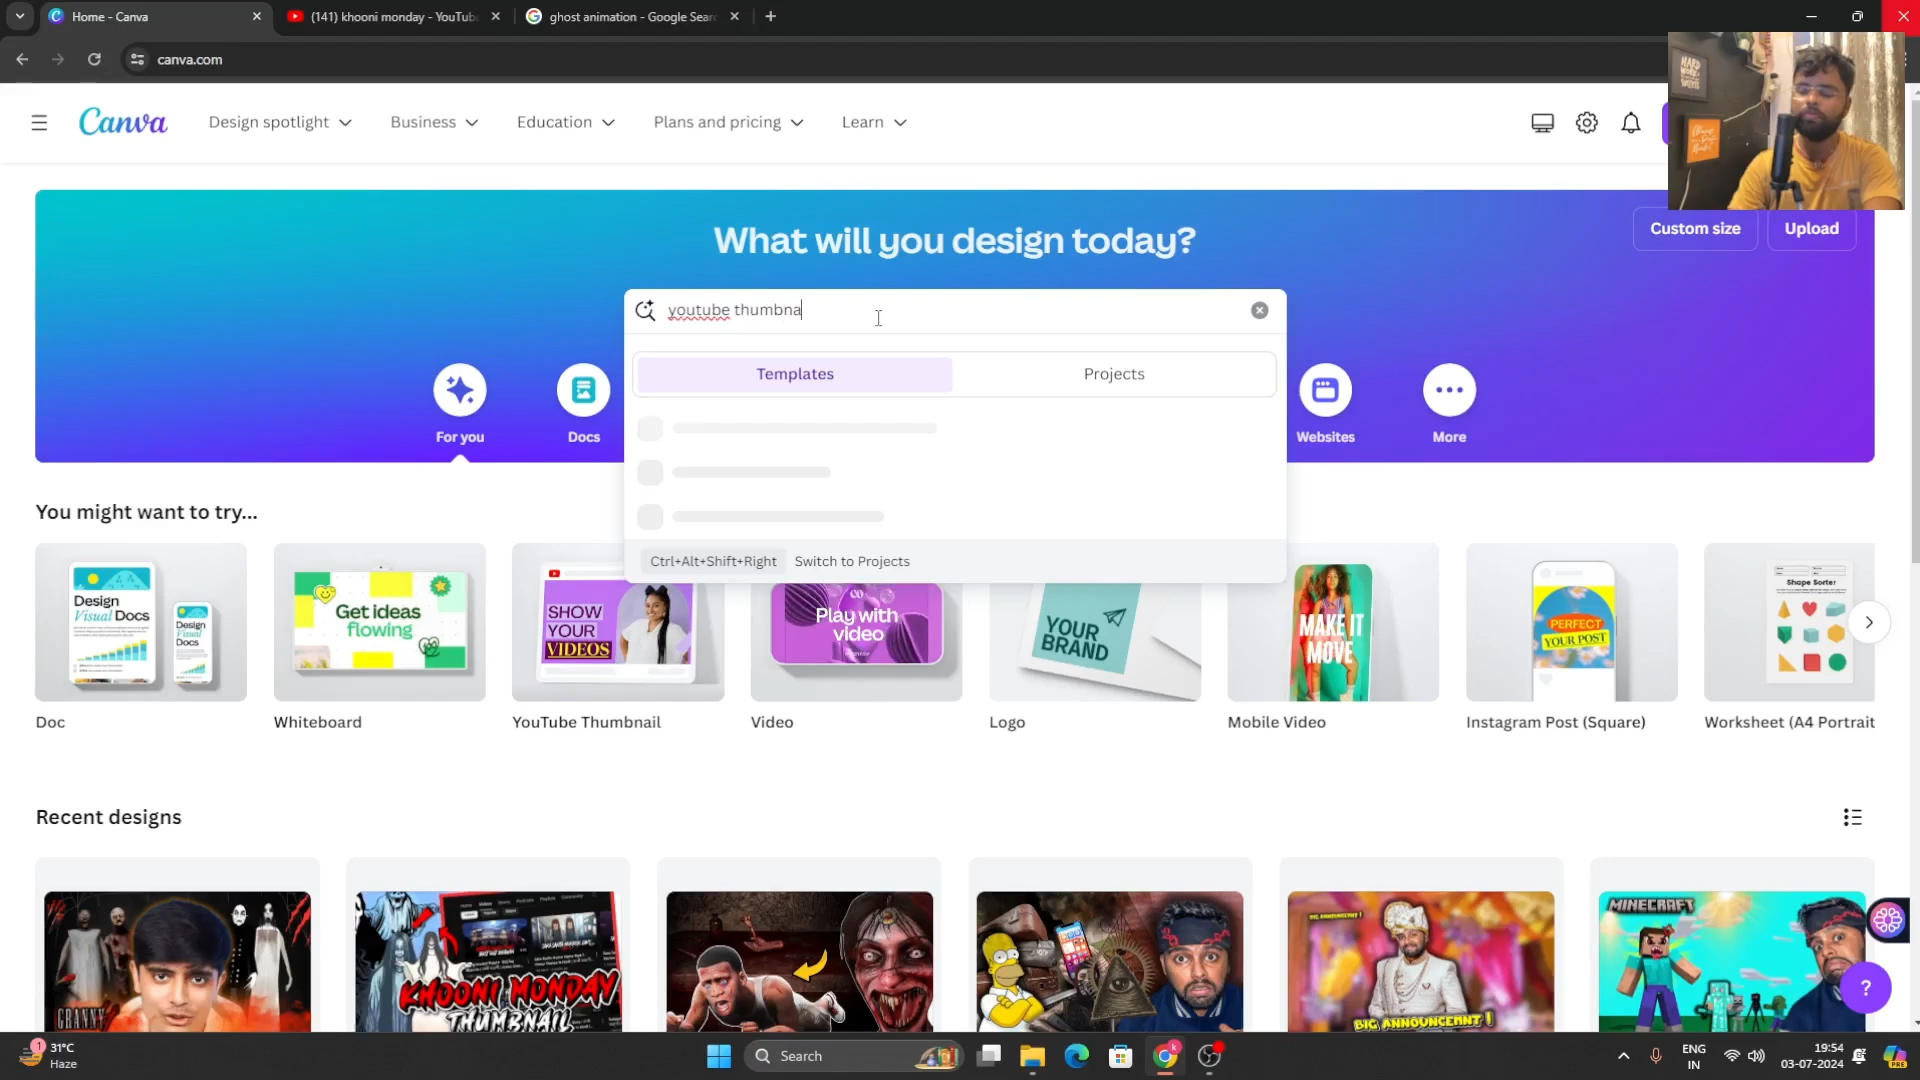 Home - Canva
(141) khooni monday - YouTub
ghost animation - Google Sear
canva.com
Canva
Design spotlight
Business
Education
Plans and pricing
Learn
What will you design today?
Custom size
Upload
youtube thumbna
Templates
Projects
For you
Docs
Websites
More
Ctrl+Alt+Shift+Right
Switch to Projects
You might want to try...
Design
Visual Docs
Get ideas
flowing
SHOW
YOUR
VIDEOS
Play with
video
YOUR
BRAND
MAKE IT
MOVE
PERFECT
YOUR POST
Shape Sorter
Doc
Whiteboard
YouTube Thumbnail
Video
Logo
Mobile Video
Instagram Post (Square)
Worksheet (A4 Portrait
Recent designs
GRANNY
KHOONI MONDAY
THUMBNAIL
BIG ANNOUNCEMNT !
MINECRAFT
?
1
31°C
Haze
Search
ENG
IN
19:54
03-07-2024